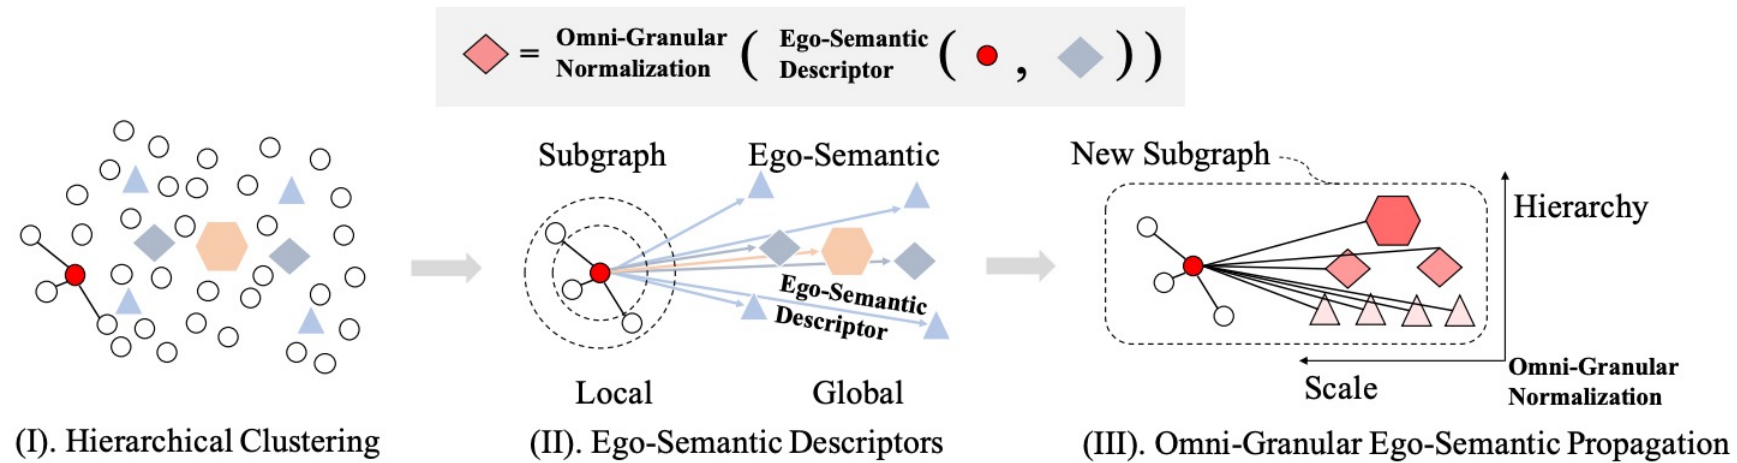 Omni-Granular Normalization ( Ego-Semantic Descriptor ( , ) )
=
Subgraph
Ego-Semantic
Ego-Semantic
Descriptor
Local
Global
New Subgraph
Hierarchy
Scale
Omni-Granular
Normalization
(I). Hierarchical Clustering
(II). Ego-Semantic Descriptors
(III). Omni-Granular Ego-Semantic Propagation